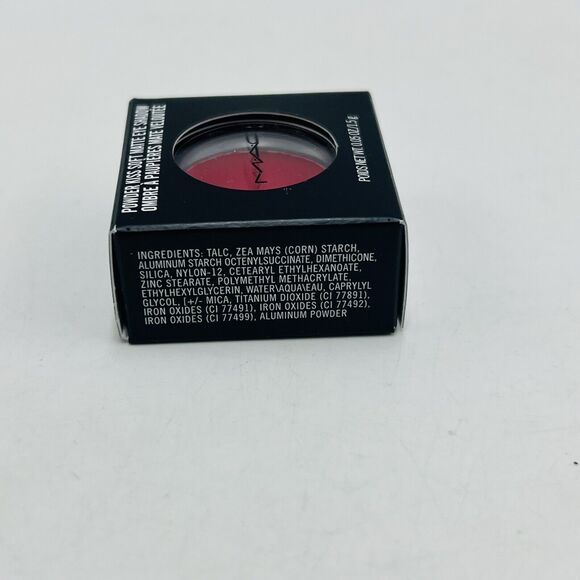 POWDER KISS SOFT MATTE EYE SHADOW
OMBRE À PAUPIÈRES MATE VELOUTÉE
MAC
POIDS NET WT. 0.05 OZ/1.5 g
INGREDIENTS: TALC, ZEA MAYS (CORN) STARCH,
ALUMINUM STARCH OCTENYLSUCCINATE, DIMETHICONE,
SILICA, NYLON-12, CETEARYL ETHYLHEXANOATE,
ZINC STEARATE, POLYMETHYL METHACRYLATE,
ETHYLHEXYLGLYCERIN, WATER\AQUA\EAU, CAPRYLYL
GLYCOL, [+/- MICA, TITANIUM DIOXIDE (CI 77891),
IRON OXIDES (CI 77491), IRON OXIDES (CI 77492),
IRON OXIDES (CI 77499), ALUMINUM POWDER